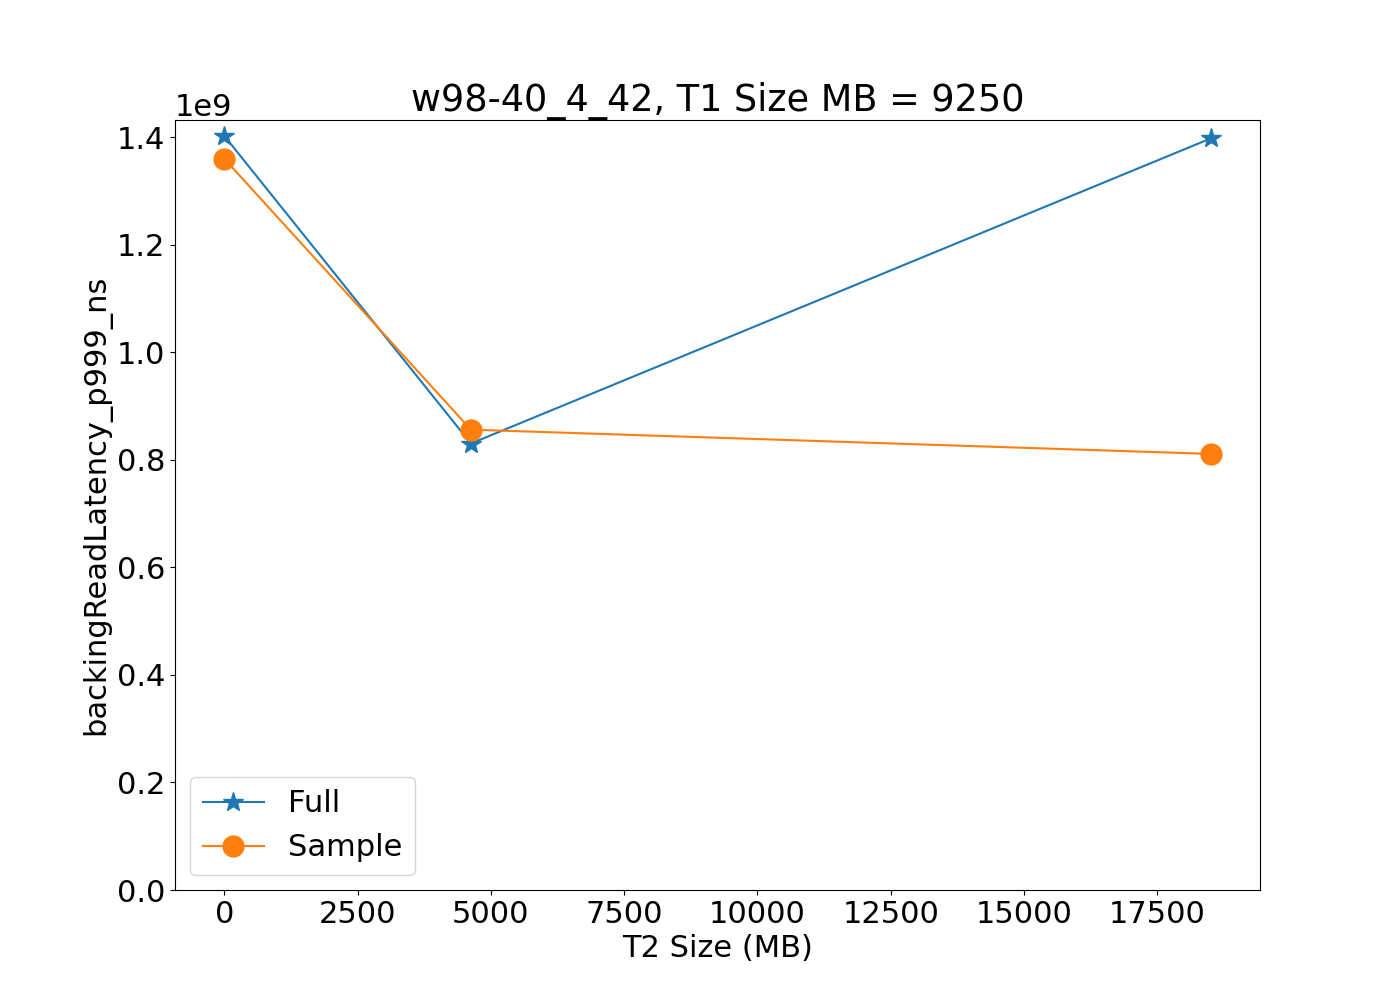 w98-40_4_42, T1 Size MB = 9250
1e9
1.4
1.2
1.0
0.8
0.6
0.4
0.2
0.0
backingReadLatency_p999_ns
Full
Sample
0 2500 5000 7500 10000 12500 15000 17500
T2 Size (MB)